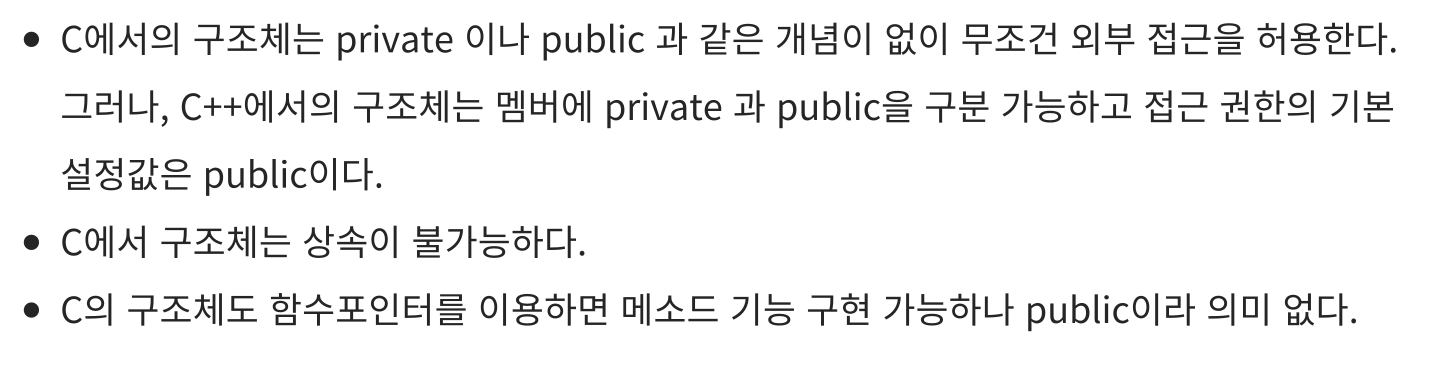 ● C에서의 구조체는 private 이나 public 과 같은 개념이 없이 무조건 외부 접근을 허용한다.
그러나, C++에서의 구조체는 멤버에 private 과 public을 구분 가능하고 접근 권한의 기본
설정값은 public이다.
● C에서 구조체는 상속이 불가능하다.
● C의 구조체도 함수포인터를 이용하면 메소드 기능 구현 가능하나 public이라 의미 없다.